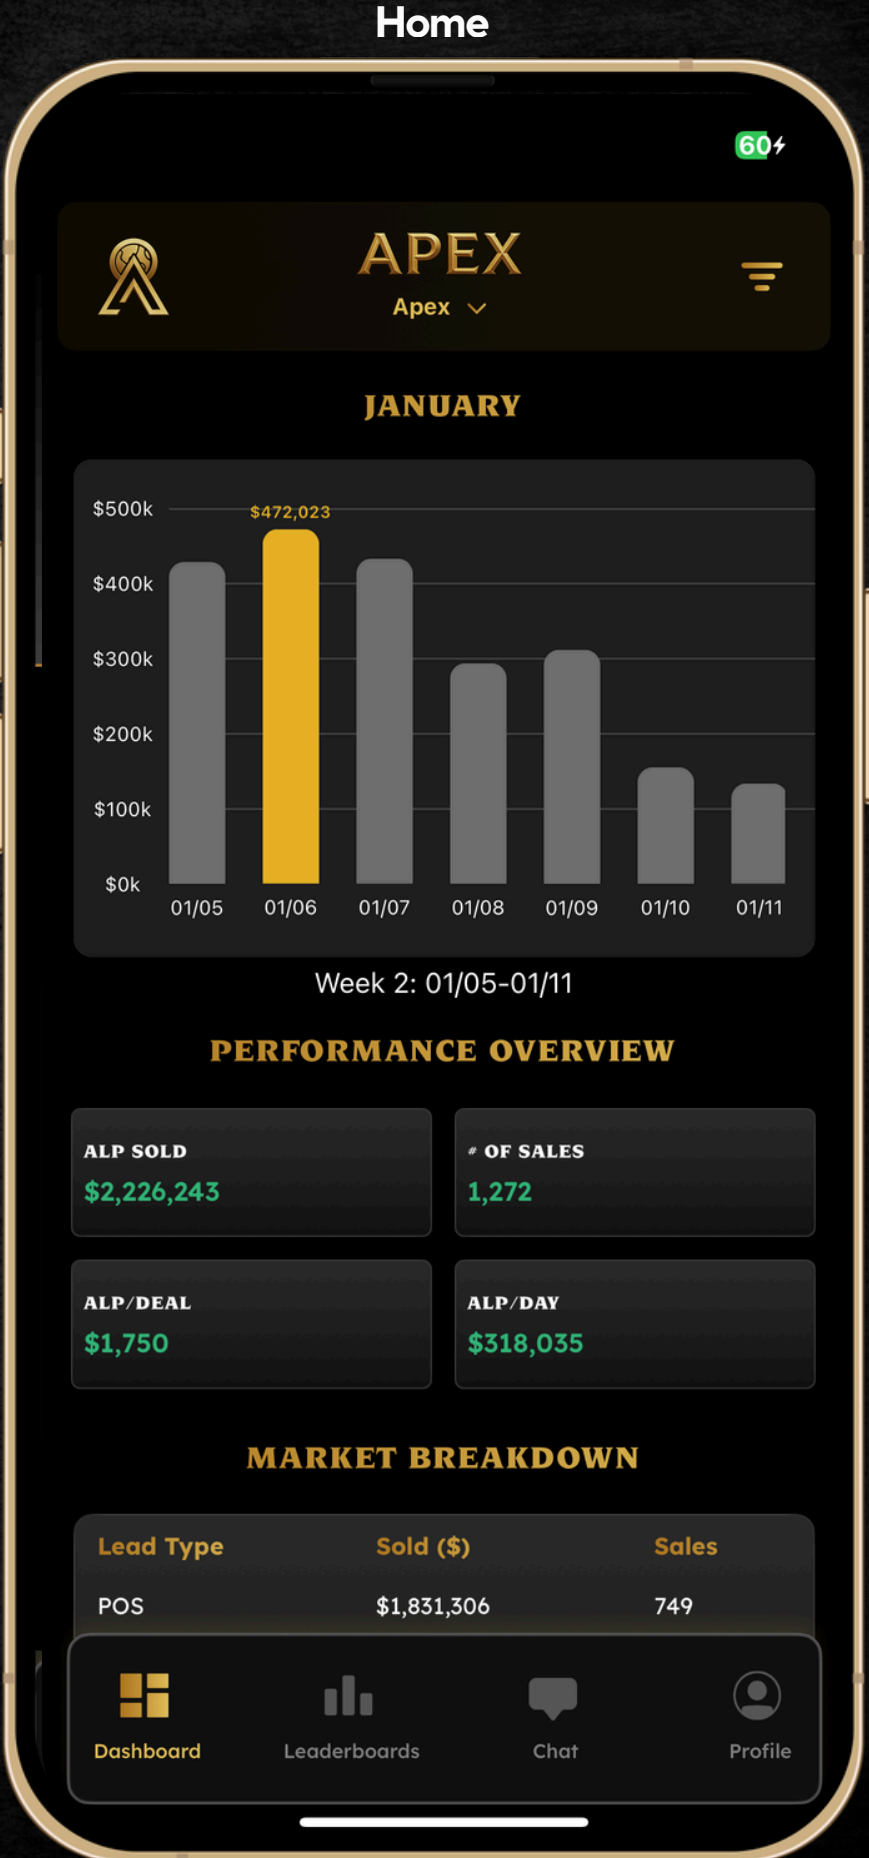 Home
60
APEX
Apex
JANUARY
$500k
$472,023
$400k
$300k
$200k
$100k
$0k
01/05 01/06 01/07 01/08 01/09 01/10 01/11
Week 2: 01/05-01/11
PERFORMANCE OVERVIEW
ALP SOLD
$2,226,243
# OF SALES
1,272
ALP/DEAL
$1,750
ALP/DAY
$318,035
MARKET BREAKDOWN
Lead Type Sold ($) Sales
POS $1,831,306 749
Dashboard Leaderboards Chat Profile